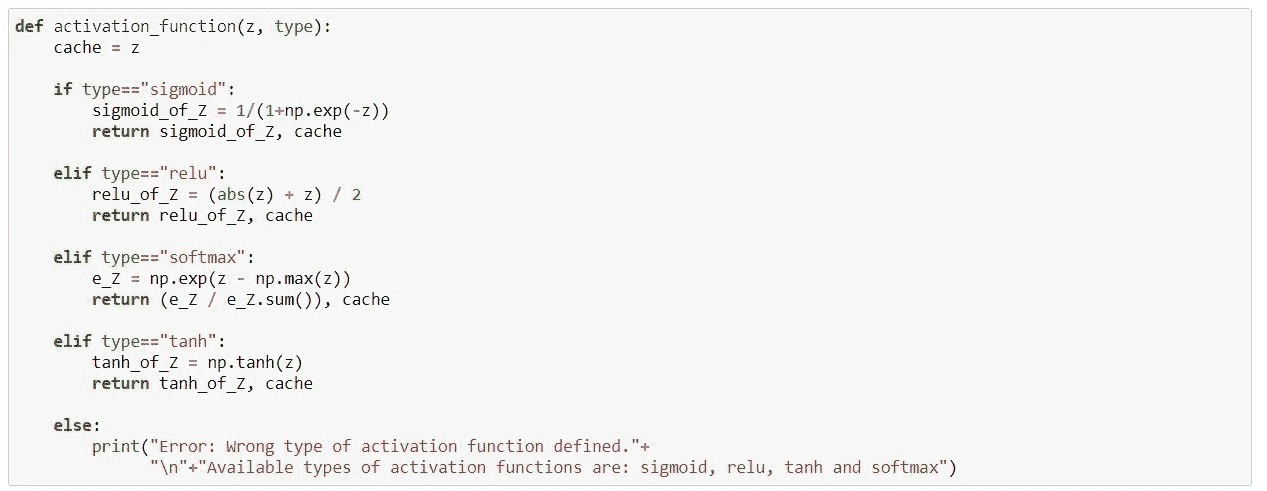 def activation_function(z, type):
    cache = z

    if type=="sigmoid":
        sigmoid_of_Z = 1/(1+np.exp(-z))
        return sigmoid_of_Z, cache

    elif type=="relu":
        relu_of_Z = (abs(z) + z) / 2
        return relu_of_Z, cache

    elif type=="softmax":
        e_Z = np.exp(z - np.max(z))
        return (e_Z / e_Z.sum()), cache

    elif type=="tanh":
        tanh_of_Z = np.tanh(z)
        return tanh_of_Z, cache

    else:
        print("Error: Wrong type of activation function defined."+
              "\n"+"Available types of activation functions are: sigmoid, relu, tanh and softmax")